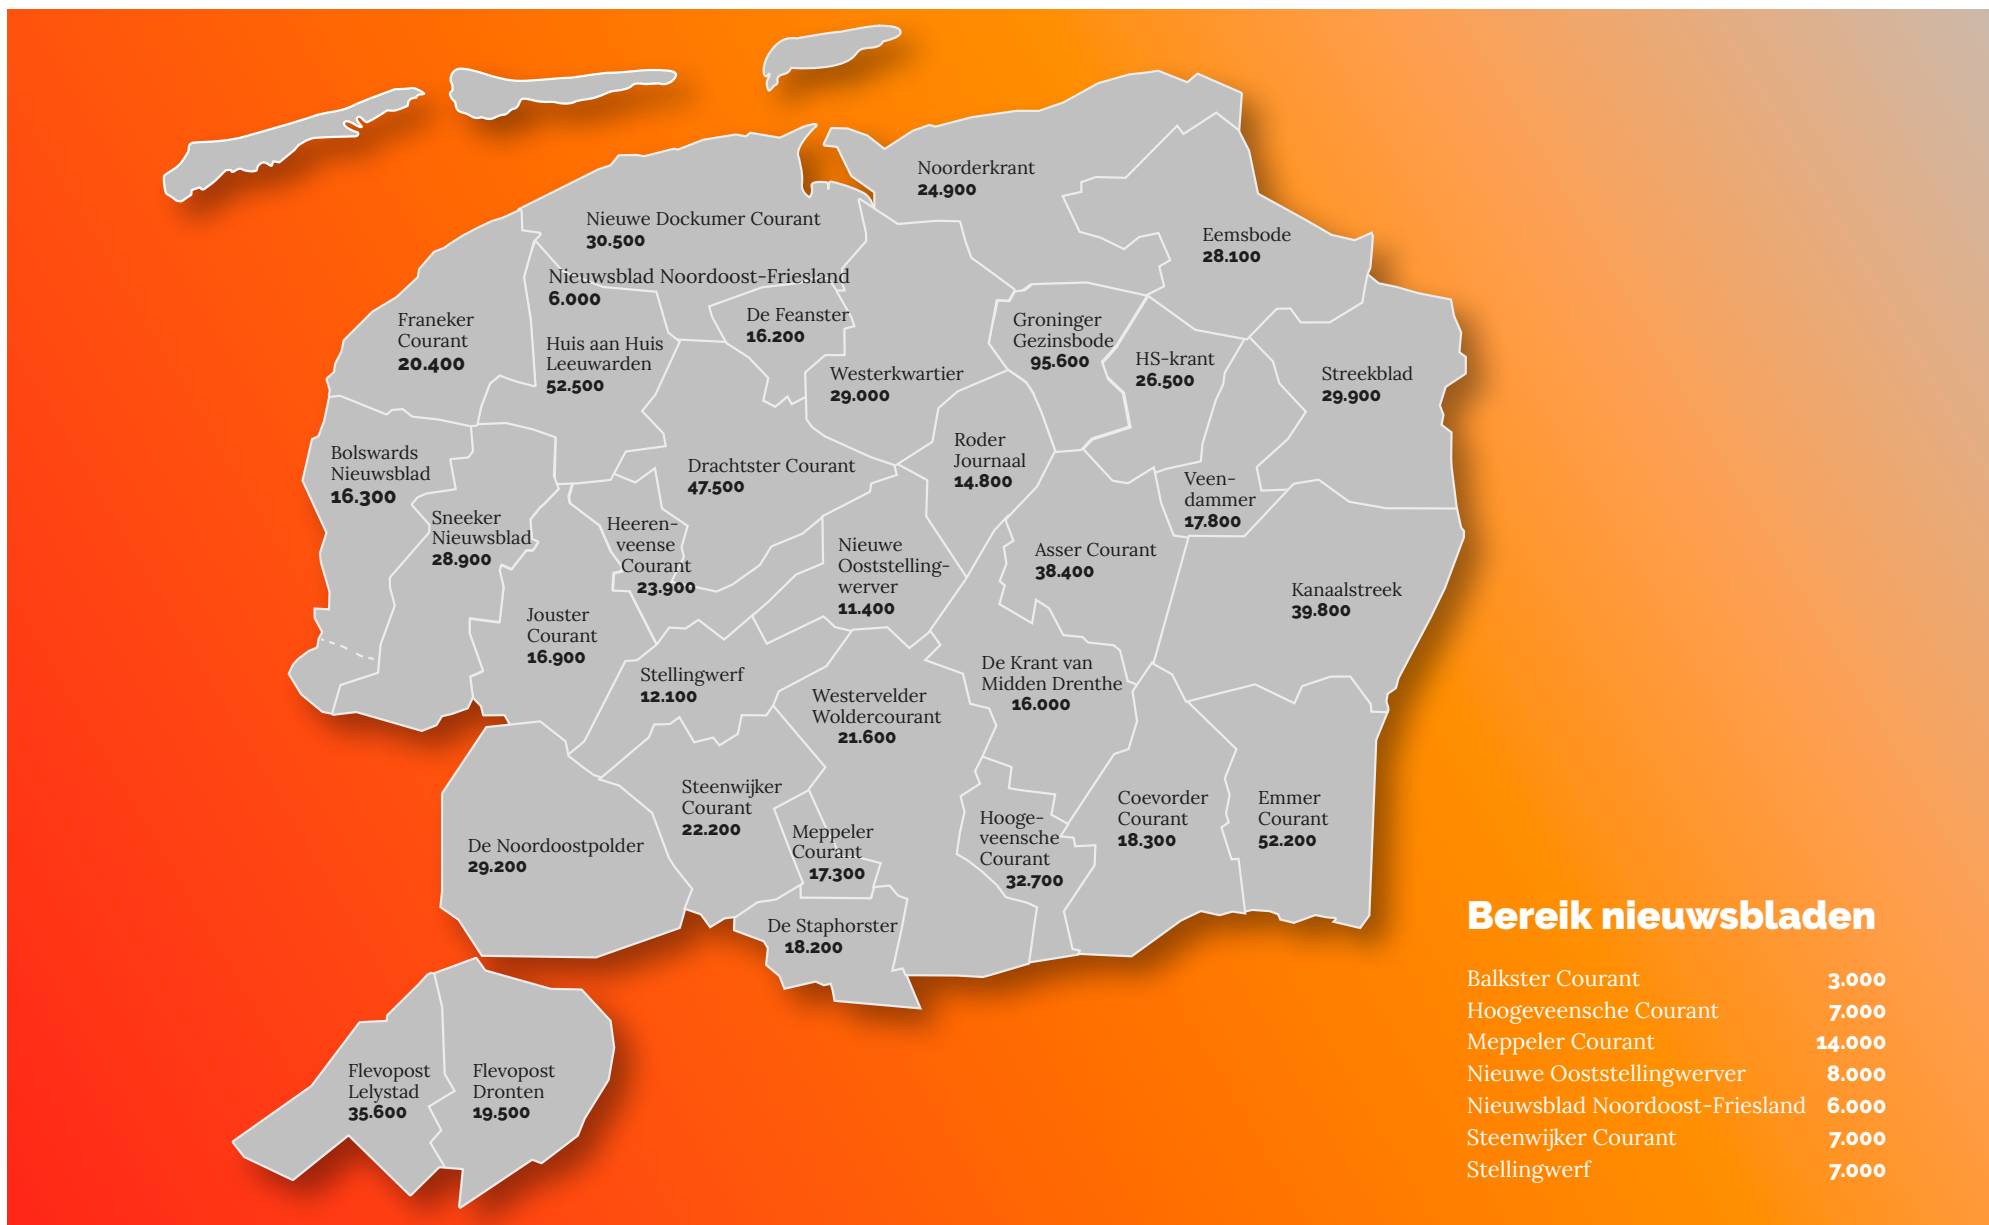 Noorderkrant
24.900
Nieuwe Dockumer Courant
30.500
Eemsbode
28.100
Nieuwsblad Noordoost-Friesland
6.000
De Feanster
16.200
Franeker
Courant
20.400
Huis aan Huis
Leeuwarden
52.500
Groninger
Gezinsbode
95.600
HS-krant
26.500
Westerkwartier
29.000
Streekblad
29.900
Bolswards
Nieuwsblad
16.300
Drachtster Courant
47.500
Roder
Journaal
14.800
Veen-
dammer
17.800
Sneeker
Nieuwsblad
28.900
Heeren-
veense
Courant
23.900
Nieuwe
Ooststelling-
werver
11.400
Asser Courant
38.400
Kanaalstreek
39.800
Jouster
Courant
16.900
Stellingwerf
12.100
Westervelder
Woldercourant
21.600
De Krant van
Midden Drenthe
16.000
Steenwijker
Courant
22.200
Meppeler
Courant
17.300
Hooge-
veensche
Courant
32.700
Coevorder
Courant
18.300
Emmer
Courant
52.200
De Noordoostpolder
29.200
De Staphorster
18.200
Flevopost
Lelystad
35.600
Flevopost
Dronten
19.500
Bereik nieuwsbladen
Balkster Courant 3.000
Hoogeveensche Courant 7.000
Meppeler Courant 14.000
Nieuwe Ooststellingwerver 8.000
Nieuwsblad Noordoost-Friesland 6.000
Steenwijker Courant 7.000
Stellingwerf 7.000